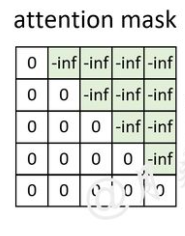 attention mask
0 -inf -inf -inf -inf
0 0 -inf -inf -inf
0 0 0 -inf -inf
0 0 0 0 -inf
0 0 0 0 0